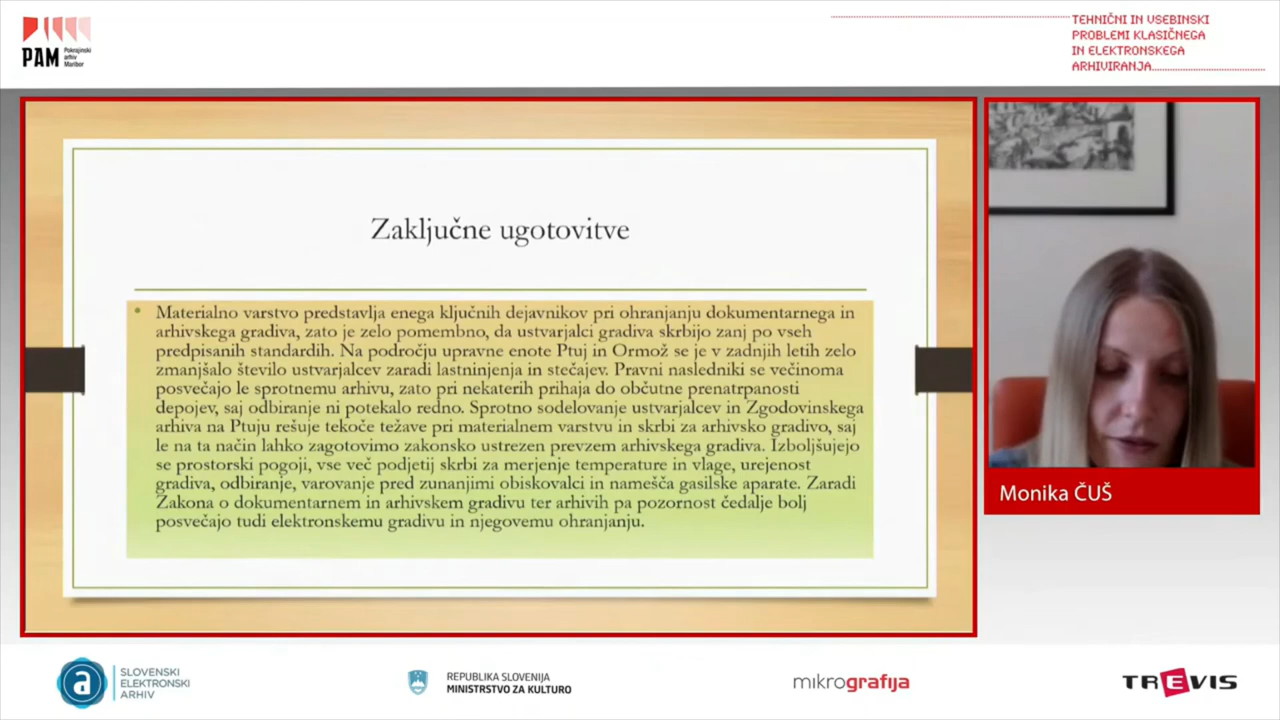 PAM
Pokrajinski
arhiv
Maribor
TEHNIČNI IN VSEBINSKI
PROBLEMI KLASIČNEGA
IN ELEKTRONSKEGA
ARHIVIRANJA
Zaključne ugotovitve
• Materialno varstvo predstavlja enega ključnih dejavnikov pri ohranjanju dokumentarnega in
arhivskega gradiva, zato je zelo pomembno, da ustvarjalci gradiva skrbijo zanj po vseh
predpisanih standardih. Na področju upravne enote Ptuj in Ormož se je v zadnjih letih zelo
zmanjšalo število ustvarjalcev zaradi lastninjenja in stečajev. Pravni nasledniki se večinoma
posvečajo le sprotnemu arhivu, zato pri nekaterih prihaja do občutne prenatrpanosti
depojev, saj odbiranje ni potekalo redno. Sprotno sodelovanje ustvarjalcev in Zgodovinskega
arhiva na Ptuju rešuje tekoče težave pri materialnem varstvu in skrbi za arhivsko gradivo, saj
le na ta način lahko zagotovimo zakonsko ustrezen prevzem arhivskega gradiva. Izboljšujejo
se prostorski pogoji, vse več podjetij skrbi za merjenje temperature in vlage, urejenost
gradiva, odbiranje, varovanje pred zunanjimi obiskovalci in namešča gasilske aparate. Zaradi
Zakona o dokumentarnem in arhivskem gradivu ter arhivih pa pozornost čedalje bolj
posvečajo tudi elektronskemu gradivu in njegovemu ohranjanju.
Monika ČUŠ
a
SLOVENSKI
ELEKTRONSKI
ARHIV
REPUBLIKA SLOVENIJA
MINISTRSTVO ZA KULTURO
mikrografija
TREVIS